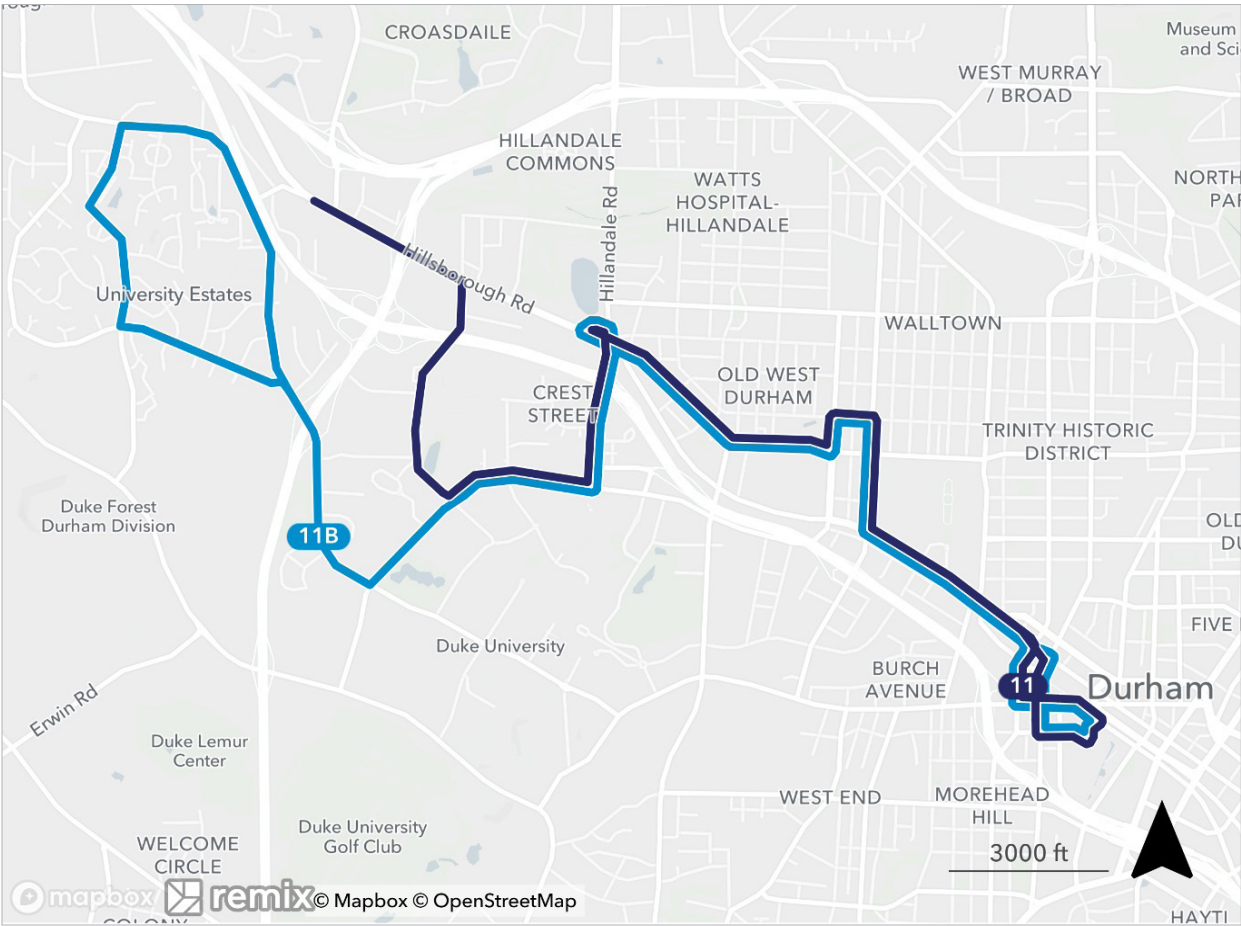 CROASDAILE
Museum
and Sci
WEST MURRAY
/ BROAD
HILLANDALE
COMMONS
WATTS
HOSPITAL-
HILLANDALE
NORTH
PAR
Hillandale Rd
Hillsborough Rd
University Estates
WALLTOWN
CREST
STREET
OLD WEST
DURHAM
TRINITY HISTORIC
DISTRICT
Duke Forest
Durham Division
11B
OLD
DU
FIVE
Duke University
BURCH
AVENUE
11
Durham
Erwin Rd
Duke Lemur
Center
WEST END
MOREHEAD
HILL
Duke University
Golf Club
WELCOME
CIRCLE
3000 ft
mapbox
remix
© Mapbox © OpenStreetMap
COLONY
HAYTI